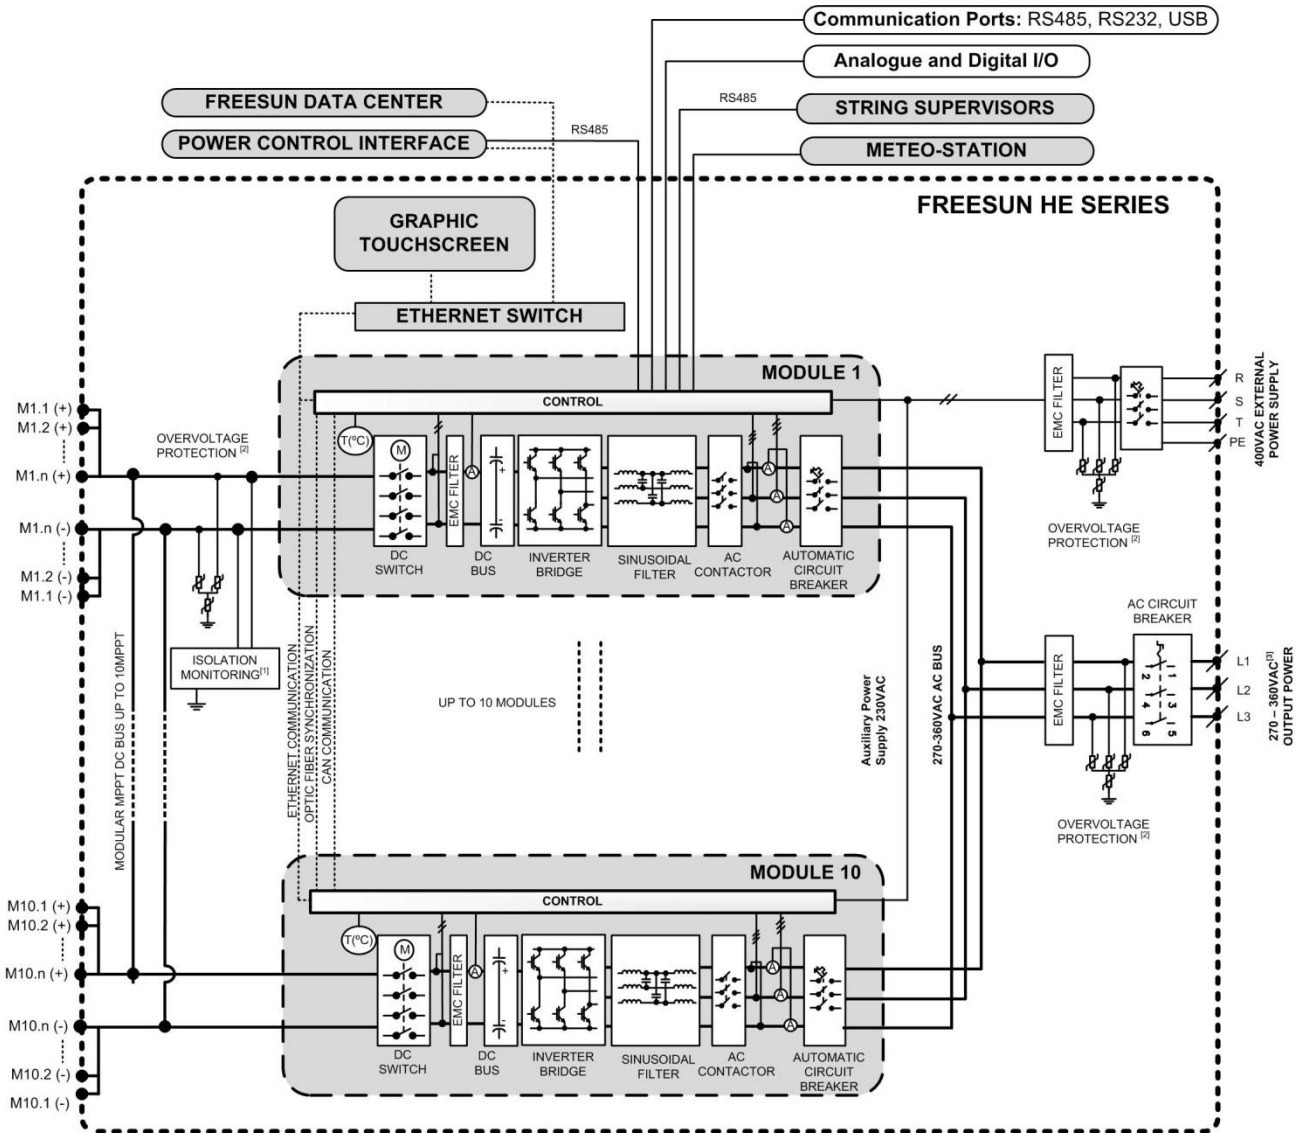 Communication Ports: RS485, RS232, USB
Analogue and Digital I/O
FREESUN DATA CENTER
RS485
STRING SUPERVISORS
POWER CONTROL INTERFACE
RS485
METEO-STATION
FREESUN HE SERIES
GRAPHIC
TOUCHSCREEN
ETHERNET SWITCH
MODULE 1
CONTROL
T(ºC)
M
A
A
A
A
EMC FILTER
+
-
DC
SWITCH
DC
BUS
INVERTER
BRIDGE
SINUSOIDAL
FILTER
AC
CONTACTOR
AUTOMATIC
CIRCUIT
BREAKER
M1.1 (+)
M1.2 (+)
M1.n (+)
M1.n (-)
M1.2 (-)
M1.1 (-)
OVERVOLTAGE
PROTECTION [2]
ISOLATION
MONITORING[1]
MODULAR MPPT DC BUS UP TO 10MPPT
ETHERNET COMMUNICATION
OPTIC FIBER SYNCHRONIZATION
CAN COMMUNICATION
UP TO 10 MODULES
Auxiliary Power
Supply 230VAC
270-360VAC AC BUS
EMC FILTER
R
S
T
PE
400VAC EXTERNAL
POWER SUPPLY
OVERVOLTAGE
PROTECTION [2]
AC CIRCUIT
BREAKER
EMC FILTER
1
2
3
4
5
6
L1
L2
L3
270 – 360VAC[3]
OUTPUT POWER
OVERVOLTAGE
PROTECTION [2]
MODULE 10
CONTROL
T(ºC)
M
A
A
A
A
EMC FILTER
+
-
DC
SWITCH
DC
BUS
INVERTER
BRIDGE
SINUSOIDAL
FILTER
AC
CONTACTOR
AUTOMATIC
CIRCUIT
BREAKER
M10.1 (+)
M10.2 (+)
M10.n (+)
M10.n (-)
M10.2 (-)
M10.1 (-)